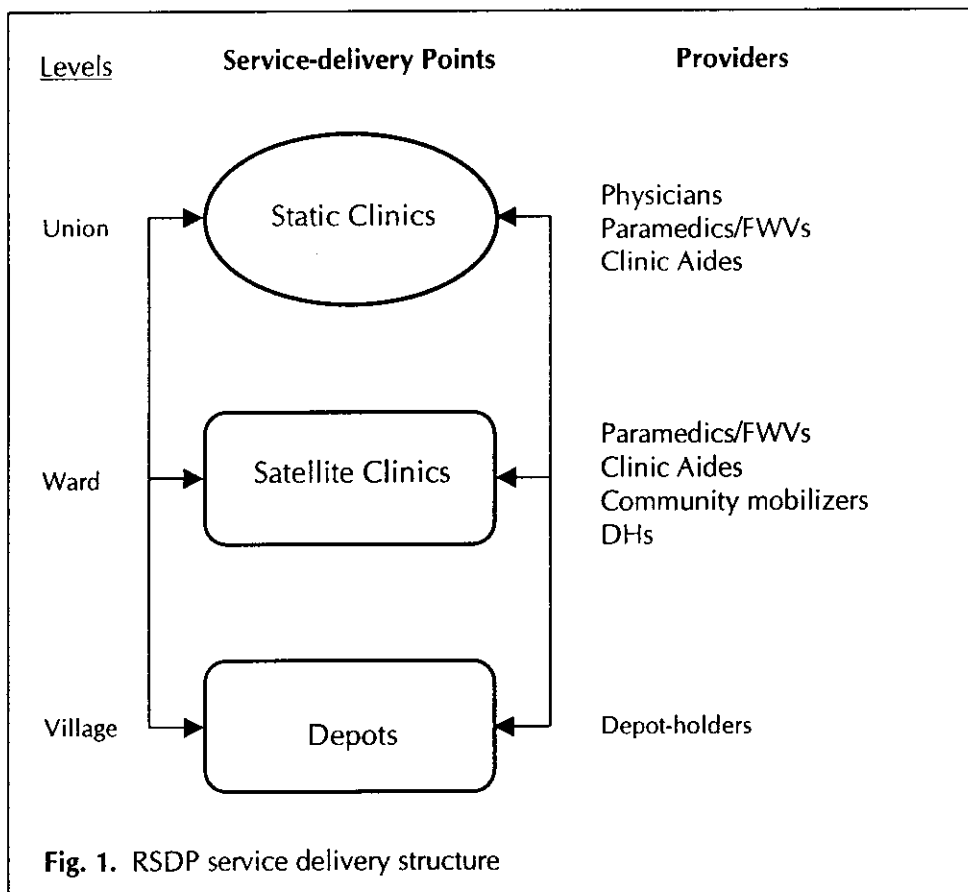 Levels Service-delivery Points Providers
Union
Static Clinics
Physicians
Paramedics/FWVs
Clinic Aides
Ward
Satellite Clinics
Paramedics/FWVs
Clinic Aides
Community mobilizers
DHs
Village
Depots
Depot-holders
Fig. 1. RSDP service delivery structure